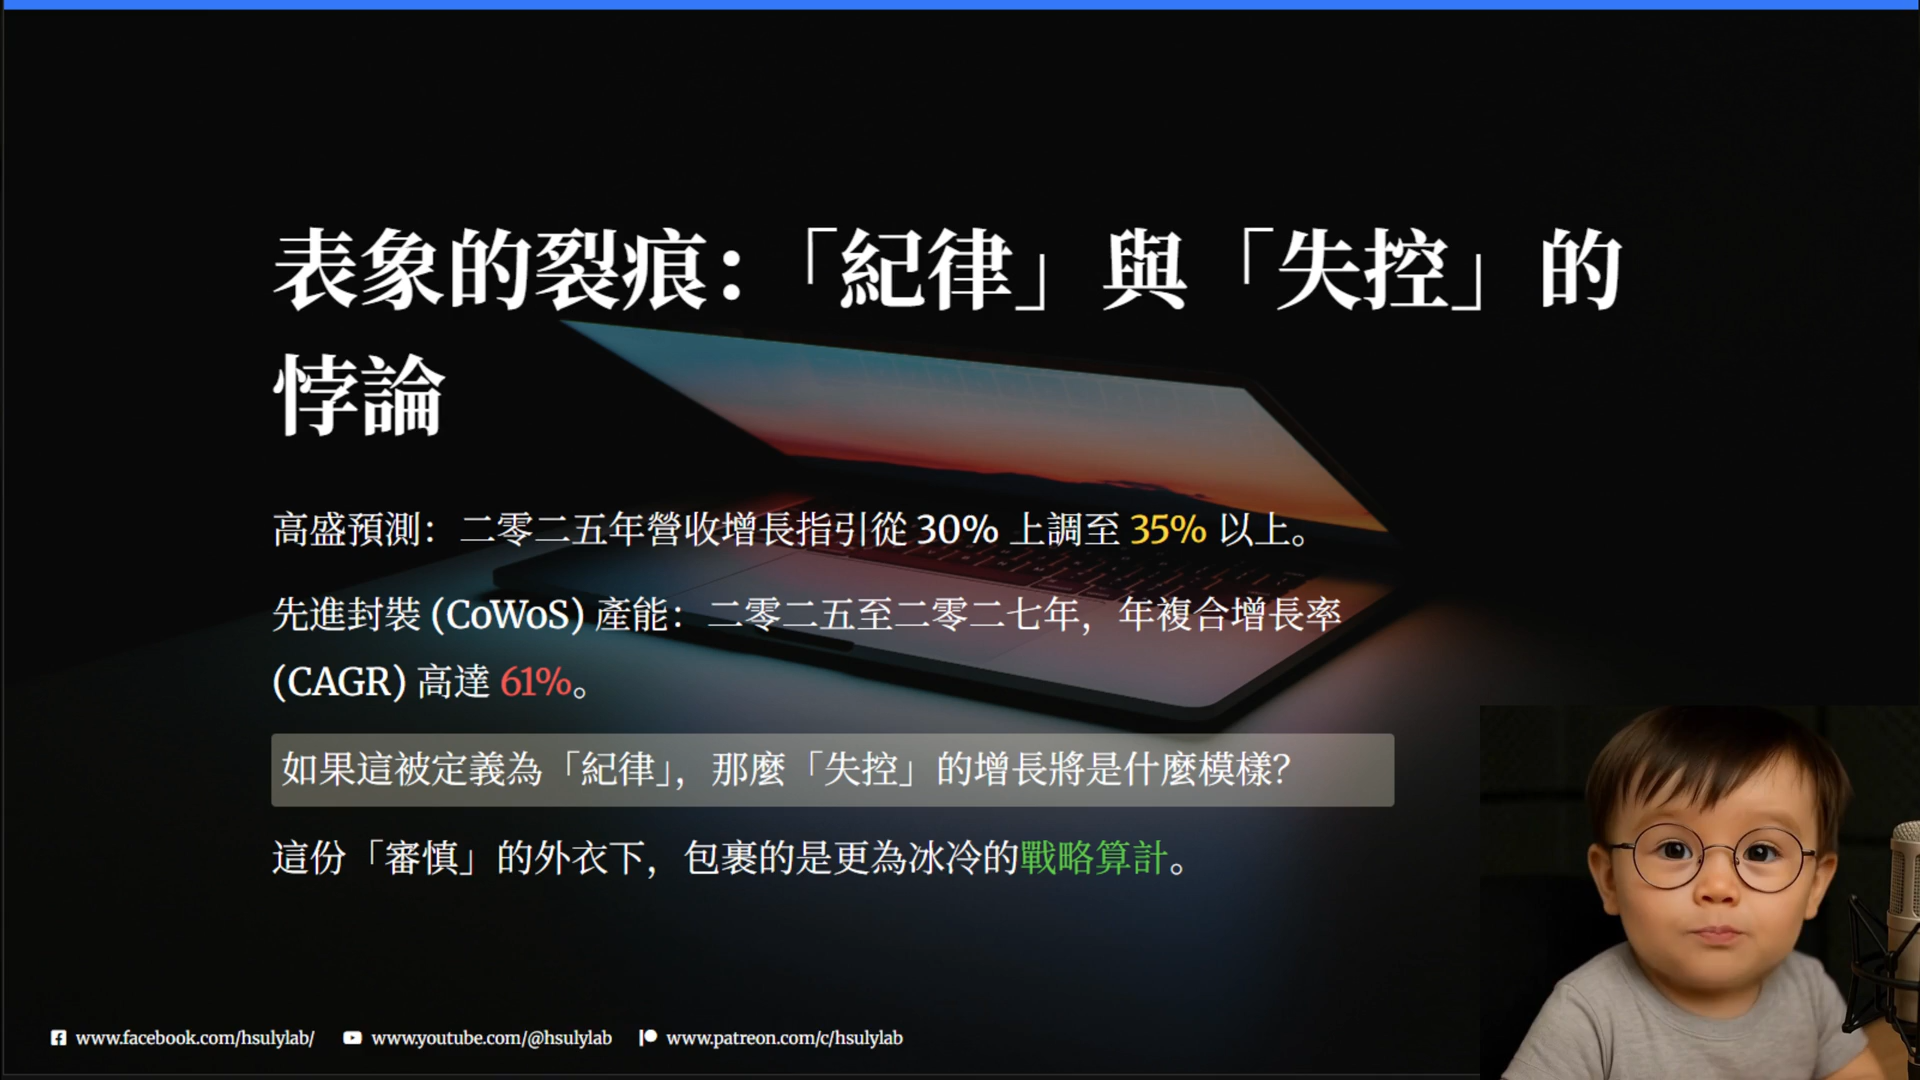 表象的裂痕：「紀律」與「失控」的
悖論
高盛預測：二零二五年營收增長指引從 30% 上調至 35% 以上。
先進封裝 (CoWoS) 產能：二零二五至二零二七年，年複合增長率
(CAGR) 高達 61%。
如果這被定義為「紀律」，那麼「失控」的增長將是什麼模樣？
這份「審慎」的外衣下，包裹的是更為冰冷的戰略算計。
www.facebook.com/hsulylab/ www.youtube.com/@hsulylab www.patreon.com/c/hsulylab